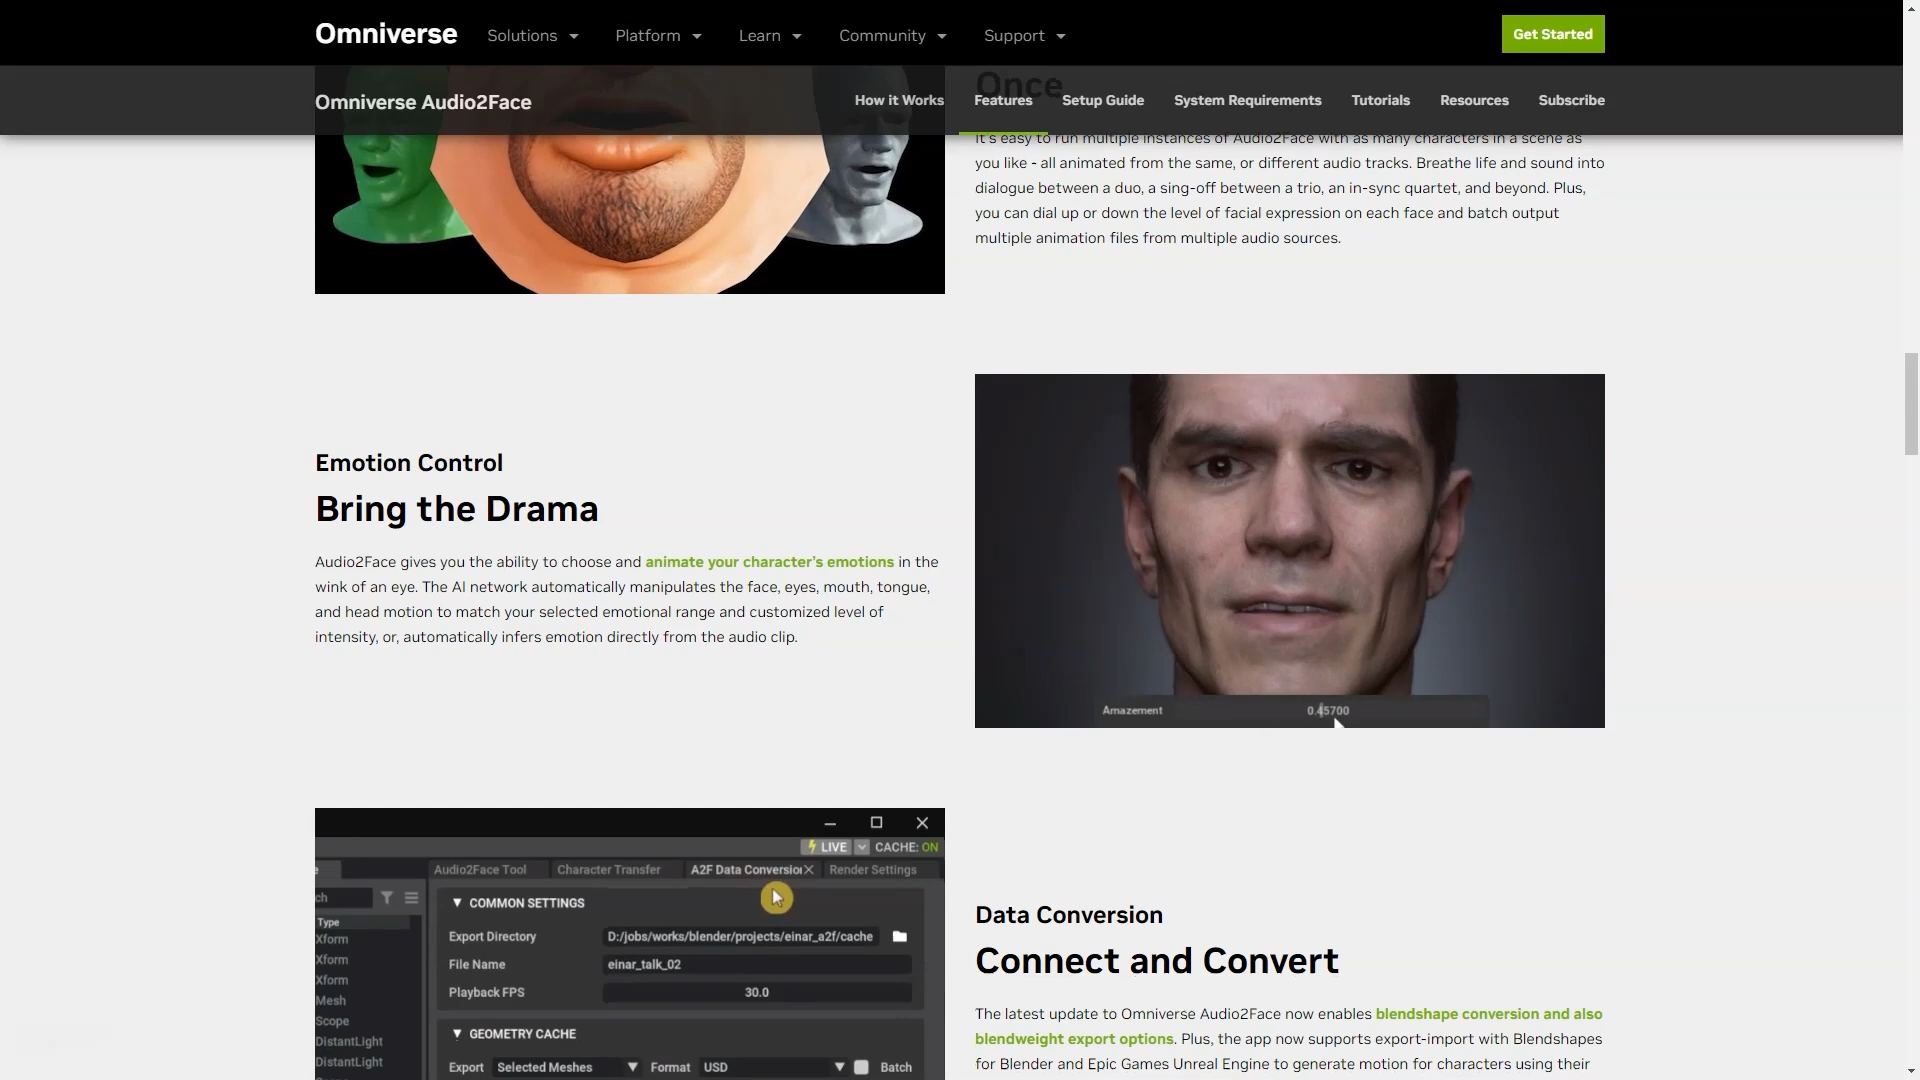 Omniverse
Solutions
Platform
Learn
Community
Support
Get Started
Omniverse Audio2Face
How it Works
Features
Setup Guide
System Requirements
Tutorials
Resources
Subscribe
Once
It's easy to run multiple instances of Audio2Face with as many characters in a scene as
you like - all animated from the same, or different audio tracks. Breathe life and sound into
dialogue between a duo, a sing-off between a trio, an in-sync quartet, and beyond. Plus,
you can dial up or down the level of facial expression on each face and batch output
multiple animation files from multiple audio sources.
Emotion Control
Bring the Drama
Audio2Face gives you the ability to choose and animate your character's emotions in the
wink of an eye. The AI network automatically manipulates the face, eyes, mouth, tongue,
and head motion to match your selected emotional range and customized level of
intensity, or, automatically infers emotion directly from the audio clip.
Amazement 0.45700
LIVE CACHE: ON
e Audio2Face Tool Character Transfer A2F Data Conversion Render Settings
ch
Type
Xform
Xform
Xform
Mesh
Scope
DistantLight
DistantLight
COMMON SETTINGS
Export Directory D:/jobs/works/blender/projects/einar_a2f/cache
File Name einar_talk_02
Playback FPS 30.0
GEOMETRY CACHE
Export Selected Meshes Format USD Batch
Data Conversion
Connect and Convert
The latest update to Omniverse Audio2Face now enables blendshape conversion and also
blendweight export options. Plus, the app now supports export-import with Blendshapes
for Blender and Epic Games Unreal Engine to generate motion for characters using their